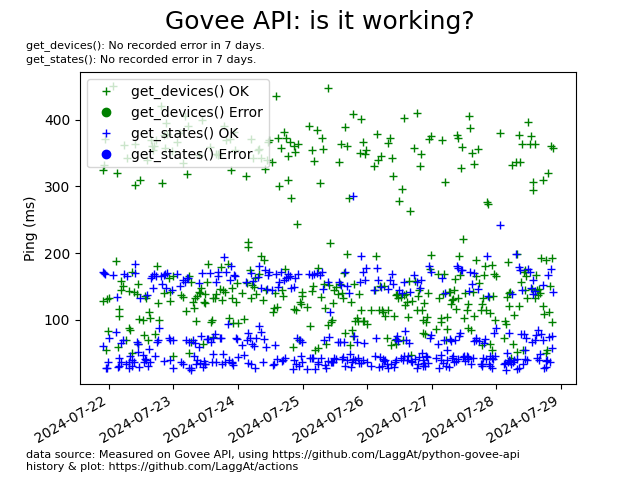 Govee API: is it working?
get_devices(): No recorded error in 7 days.
get_states(): No recorded error in 7 days.
get_devices() OK
get_devices() Error
get_states() OK
get_states() Error
Ping (ms)
400
300
200
100
2024-07-22
2024-07-23
2024-07-24
2024-07-25
2024-07-26
2024-07-27
2024-07-28
2024-07-29
data source: Measured on Govee API, using https://github.com/LaggAt/python-govee-api
history & plot: https://github.com/LaggAt/actions